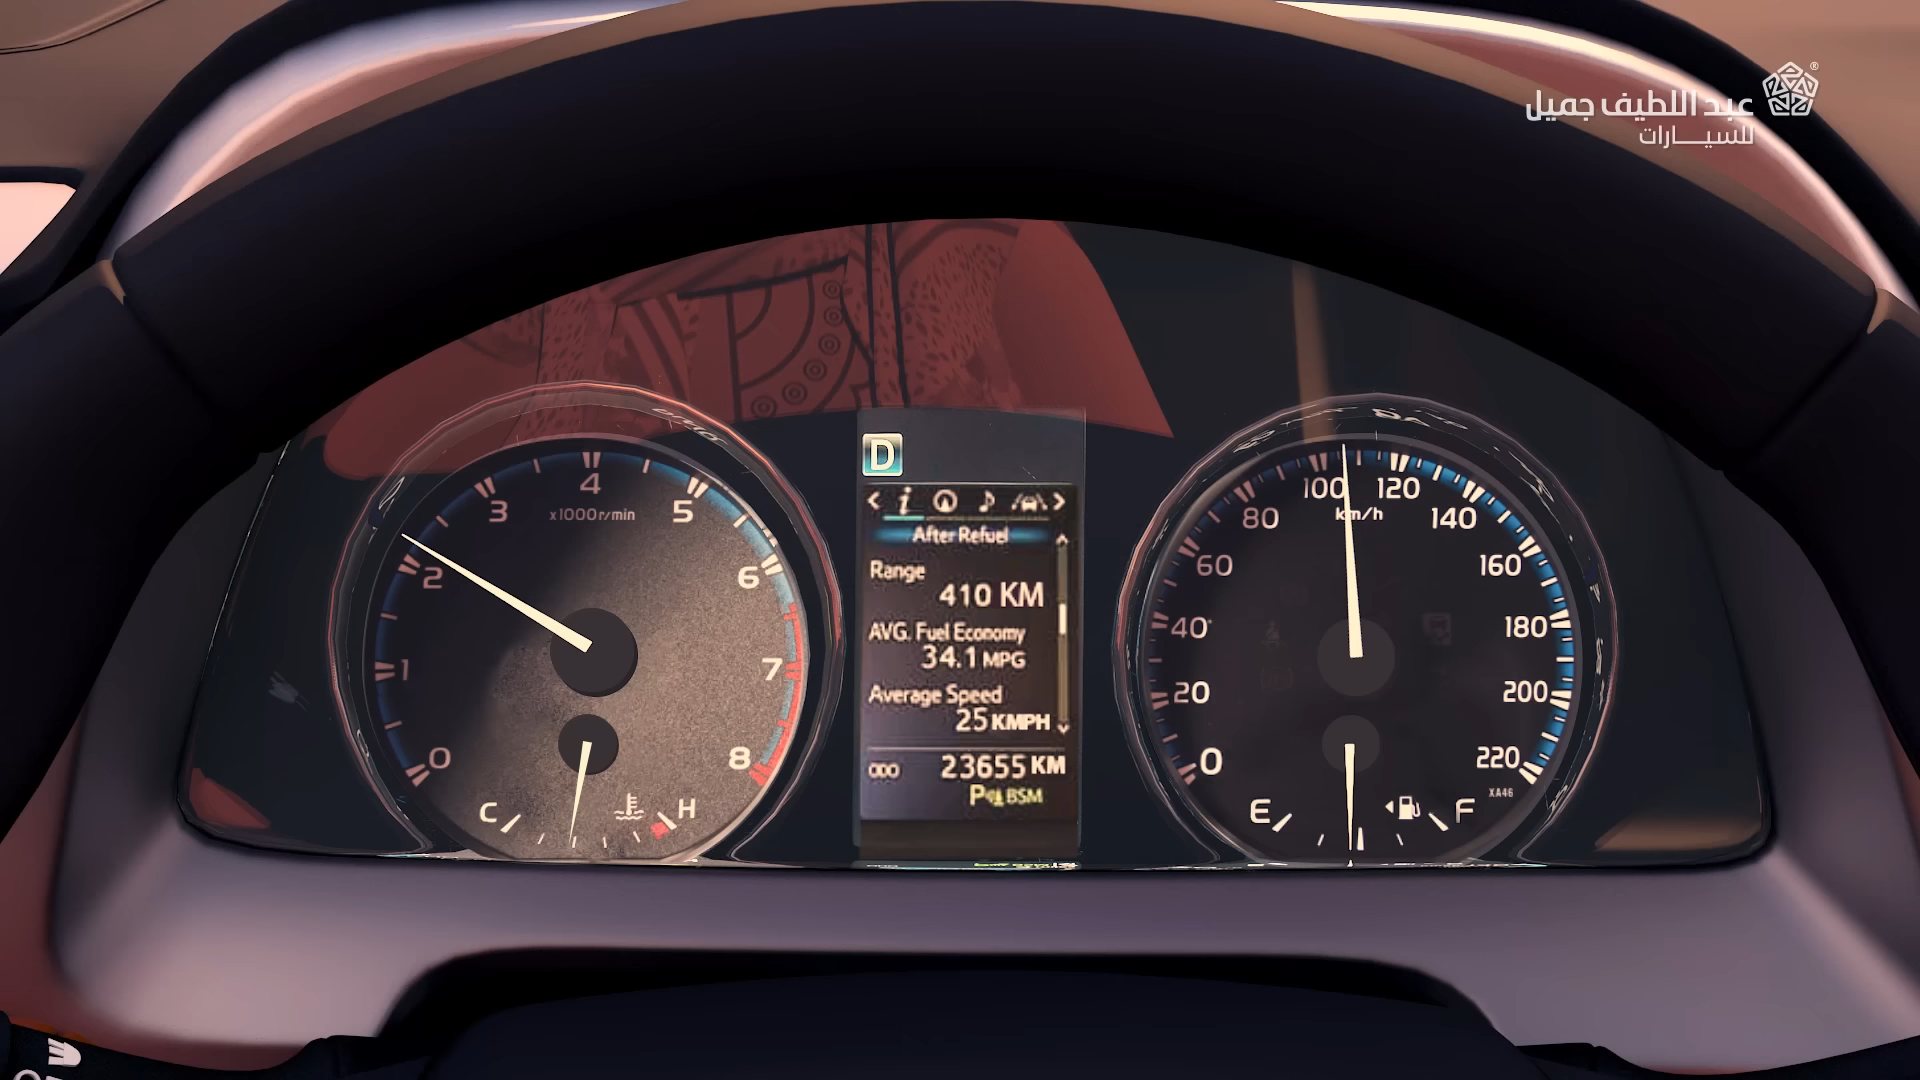 عبد اللطيف جميل ®
للسيارات
D
After Refuel
Range
410 KM
AVG. Fuel Economy
34.1 MPG
Average Speed
25 KMPH
ODO 23655 KM
P BSM
0 1 2 3 4 5 6 7 8
x1000r/min
C H
0 20 40 60 80 100 120 140 160 180 200 220
km/h
XA46
E F